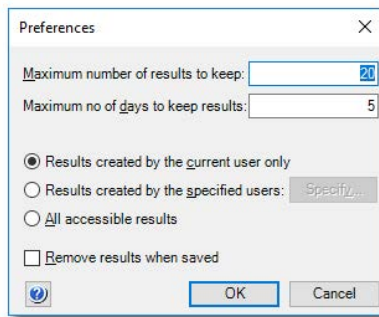 Preferences
Maximum number of results to keep: 20
Maximum no of days to keep results: 5
Results created by the current user only
Results created by the specified users: Specify...
All accessible results
Remove results when saved
? OK Cancel